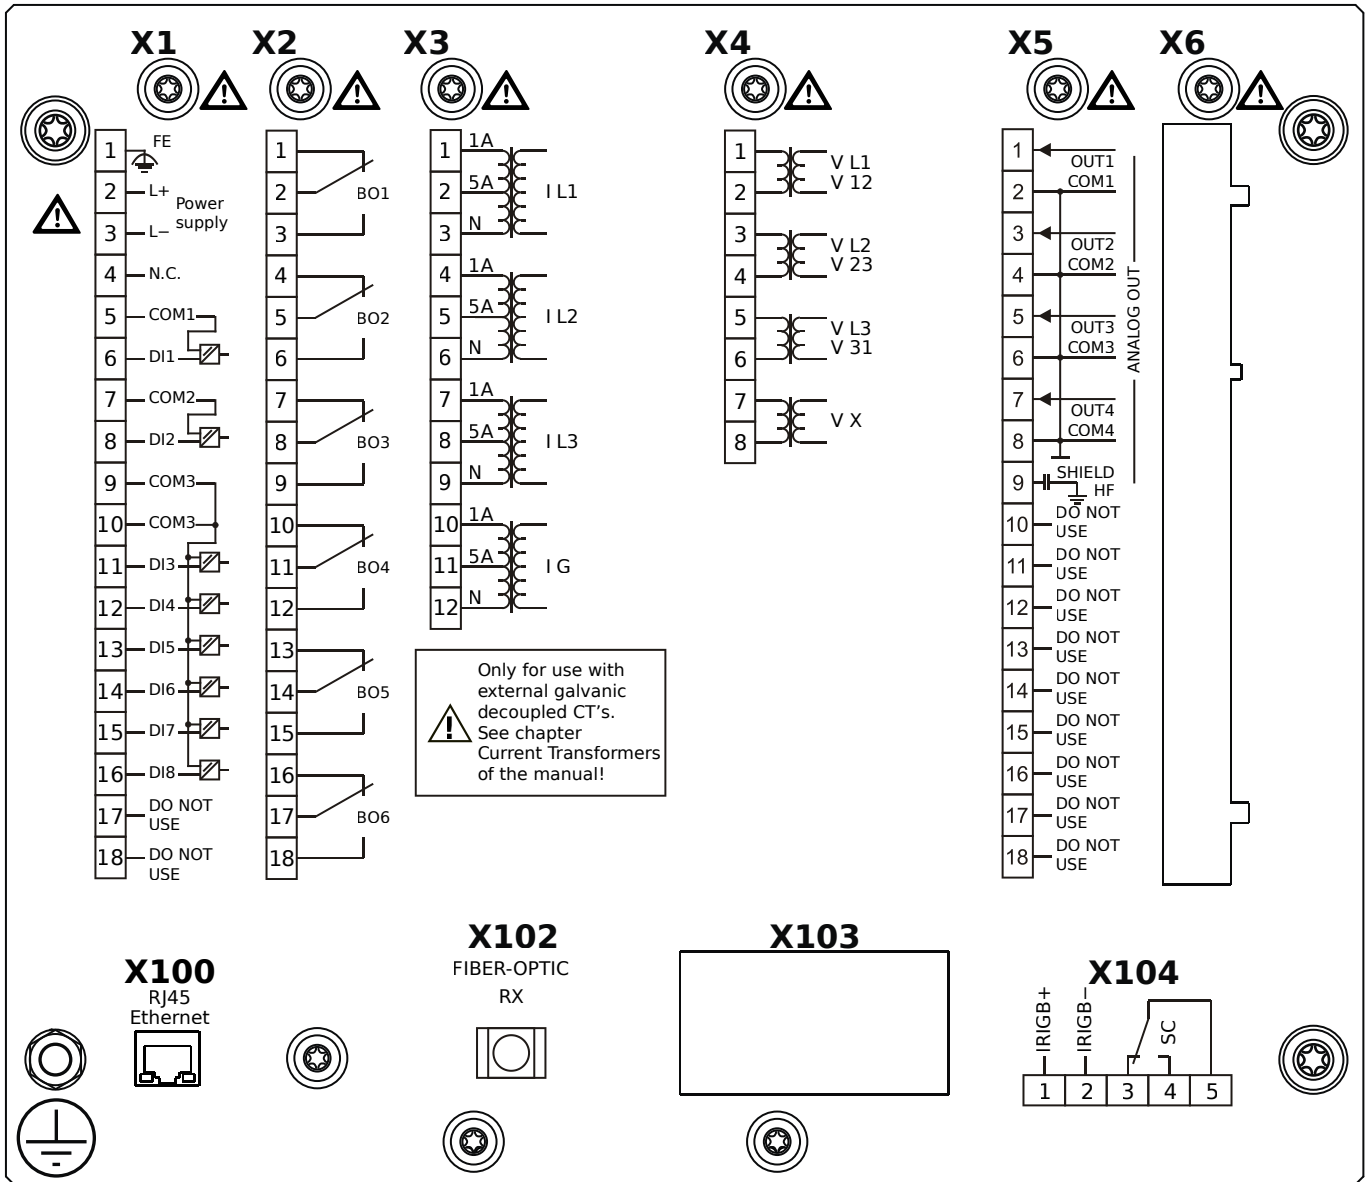 X1
1 FE
2 L+
Power
supply
3 L−
4 N.C.
5 COM1
6 DI1
7 COM2
8 DI2
9 COM3
10 COM3
11 DI3
12 DI4
13 DI5
14 DI6
15 DI7
16 DI8
17 DO NOT
USE
18 DO NOT
USE
X2
1
2 BO1
3
4
5 BO2
6
7
8 BO3
9
10
11 BO4
12
13
14 BO5
15
16
17 BO6
18
X3
1 1A
2 5A I L1
3 N
4 1A
5 5A I L2
6 N
7 1A
8 5A I L3
9 N
10 1A
11 5A I G
12 N
Only for use with
external galvanic
decoupled CT's.
See chapter
Current Transformers
of the manual!
X4
1 V L1
2 V 12
3 V L2
4 V 23
5 V L3
6 V 31
7 V X
8
X5
1 OUT1
2 COM1
3 OUT2
4 COM2
5 OUT3
6 COM3
7 OUT4
8 COM4
ANALOG OUT
9 SHIELD
HF
10 DO NOT
USE
11 DO NOT
USE
12 DO NOT
USE
13 DO NOT
USE
14 DO NOT
USE
15 DO NOT
USE
16 DO NOT
USE
17 DO NOT
USE
18 DO NOT
USE
X6
X100
RJ45
Ethernet
X102
FIBER-OPTIC
RX
X103
X104
IRIGB+
IRIGB−
SC
1 2 3 4 5